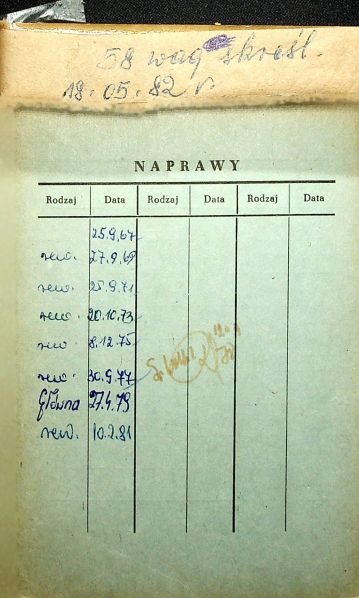 58 wag skreśl.
18.05.82 r.
NAPRAWY
Rodzaj Data Rodzaj Data Rodzaj Data
25.9.67
rew. 27.9.69
rew. 25.9.71
rew. 20.10.73
rew 8.12.75
rew. 30.9.77
Główna 27.4.79
rew. 10.2.81